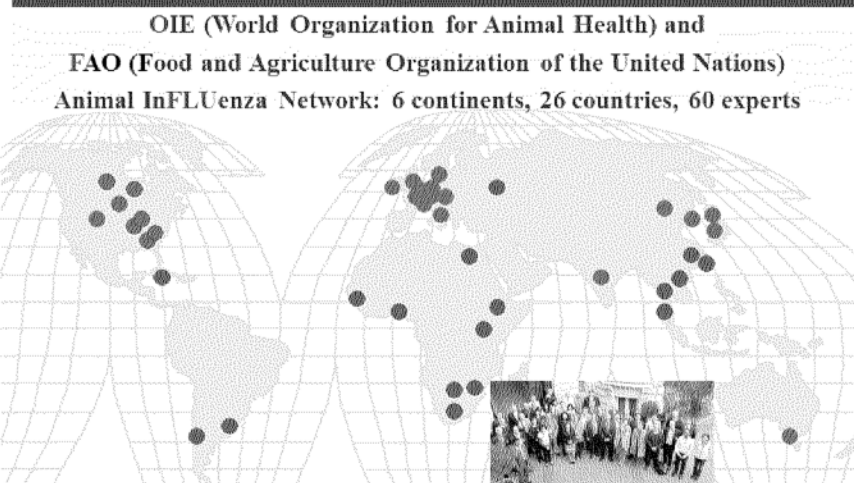 OIE (World Organization for Animal Health) and
FAO (Food and Agriculture Organization of the United Nations)
Animal InFLUenza Network: 6 continents, 26 countries, 60 experts